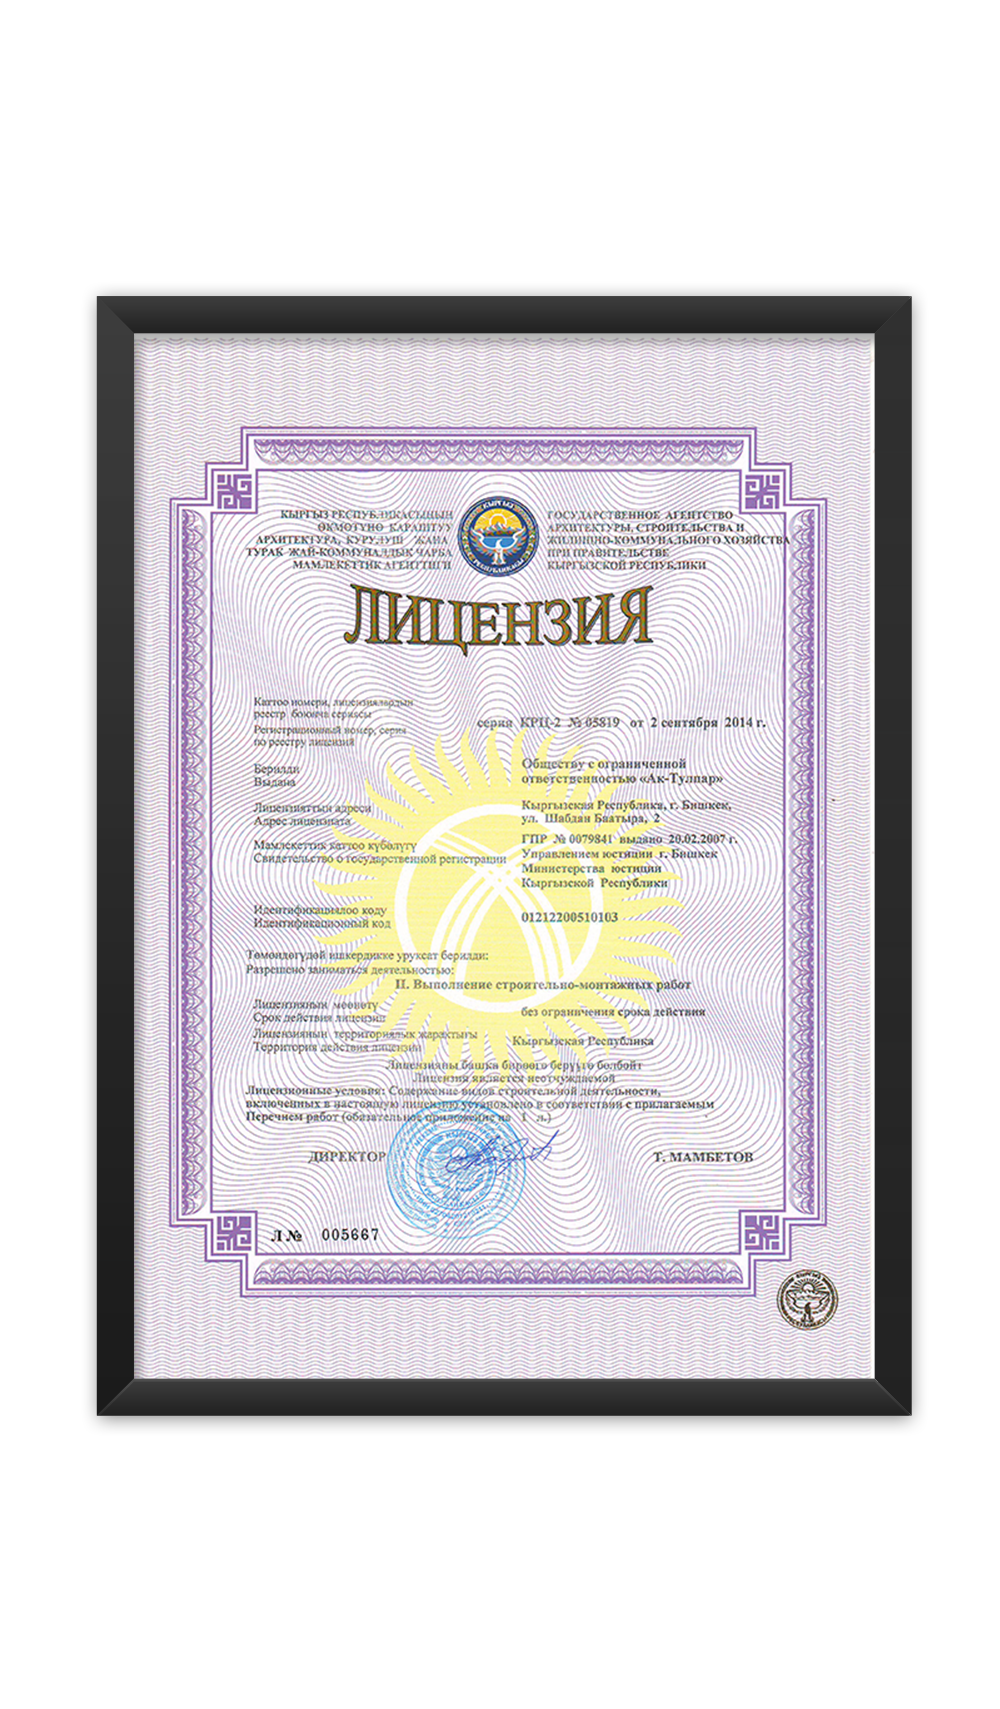 КЫРГЫЗ РЕСПУБЛИКАСЫНЫН
ӨКМӨТҮНӨ КАРАШТУУ
АРХИТЕКТУРА, КУРУЛУШ ЖАНА
ТУРАК ЖАЙ-КОММУНАЛДЫК ЧАРБА
МАМЛЕКЕТТИК АГЕНТТИГИ
КЫРГЫЗ
РЕСПУБЛИКАСЫ
ГОСУДАРСТВЕННОЕ АГЕНТСТВО
АРХИТЕКТУРЫ, СТРОИТЕЛЬСТВА И
ЖИЛИЩНО-КОММУНАЛЬНОГО ХОЗЯЙСТВА
ПРИ ПРАВИТЕЛЬСТВЕ
КЫРГЫЗСКОЙ РЕСПУБЛИКИ
ЛИЦЕНЗИЯ
Каттоо номери, лицензиялардын
реестр боюнча сериясы
Регистрационный номер, серия
по реестру лицензий
серия КРЦ-2 № 05819 от 2 сентября 2014 г.
Берилди
Выдана
Обществу с ограниченной
ответственностью «Ак-Тулпар»
Лицензияттын адреси
Адрес лицензиата
Кыргызская Республика, г. Бишкек,
ул. Шабдан Баатыра, 2
Мамлекеттик каттоо күбөлүгү
Свидетельство о государственной регистрации
ГПР № 0079841 выдано 20.02.2007 г.
Управлением юстиции г. Бишкек
Министерства юстиции
Кыргызской Республики
Идентификациялоо коду
Идентификационный код
01212200510103
Төмөндөгүдөй ишкердикке уруксат берилди:
Разрешено заниматься деятельностью:
II. Выполнение строительно-монтажных работ
Лицензиянын мөөнөтү
Срок действия лицензии
без ограничения срока действия
Лицензиянын территориялык жарактыгы
Территория действия лицензии
Кыргызская Республика
Лицензияны башка бирөөгө берүүгө болбойт
Лицензия является неотчуждаемой
Лицензионные условия: Содержание видов строительной деятельности,
включенных в настоящую лицензию установлено в соответствии с прилагаемым
Перечнем работ (обязательное приложение на 1 л.)
ДИРЕКТОР
Т. МАМБЕТОВ
Л № 005667